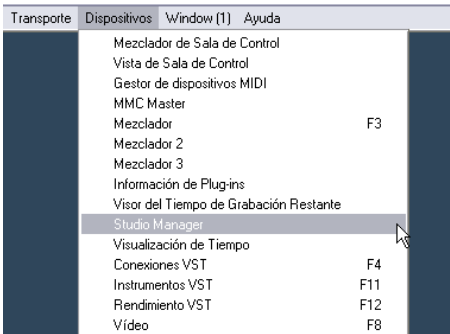 Transporte Dispositivos Window (1) Ayuda
Mezclador de Sala de Control
Vista de Sala de Control
Gestor de dispositivos MIDI
MMC Master
Mezclador F3
Mezclador 2
Mezclador 3
Información de Plug-ins
Visor del Tiempo de Grabación Restante
Studio Manager
Visualización de Tiempo
Conexiones VST F4
Instrumentos VST F11
Rendimiento VST F12
Vídeo F8